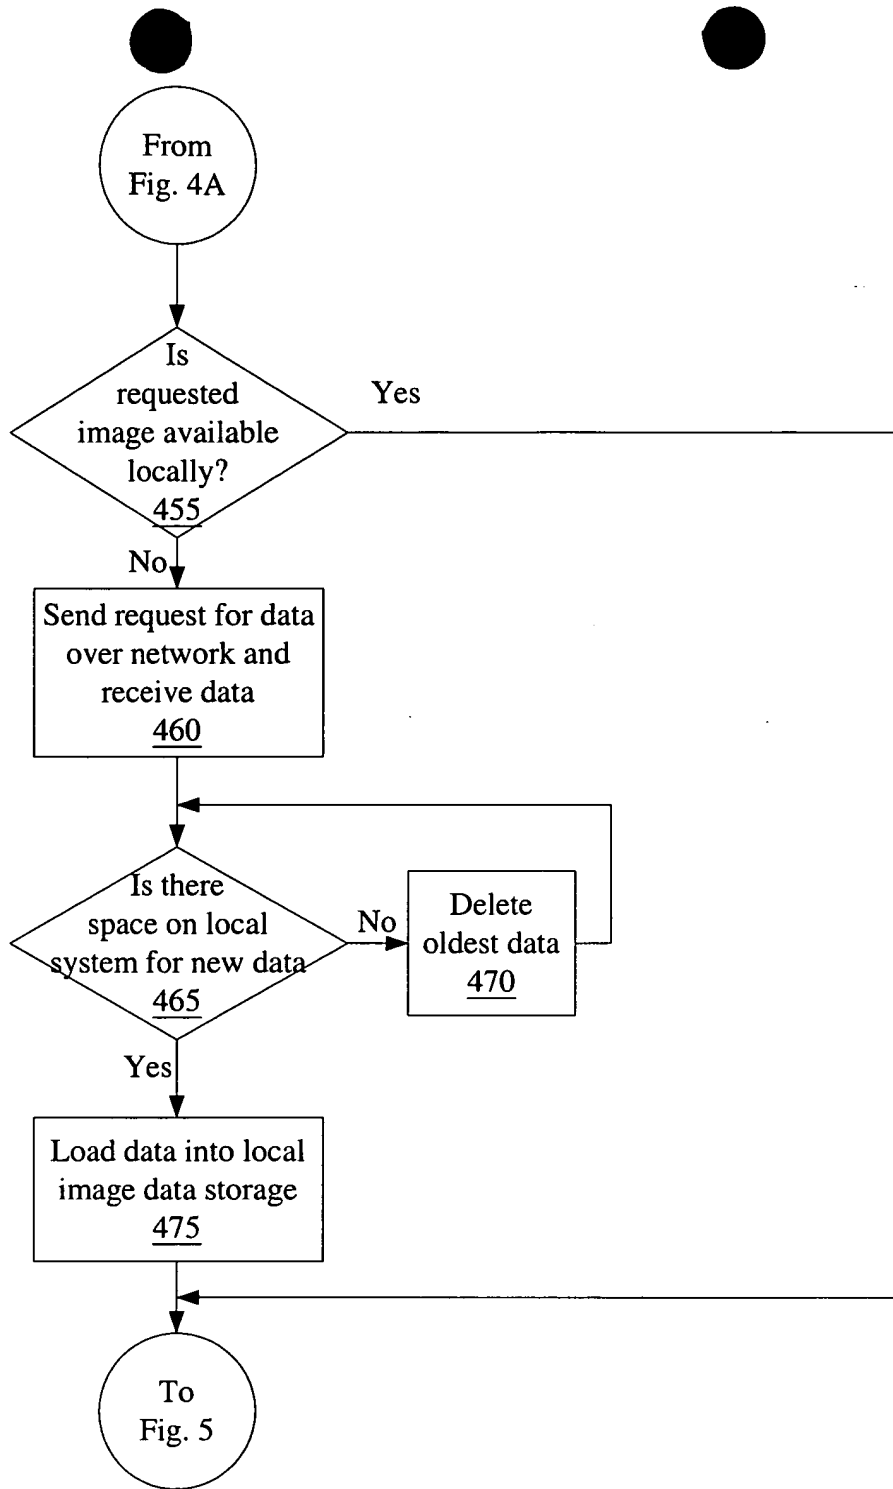 From
Fig. 4A
Is
requested
image available
locally?
455
Yes
No
Send request for data
over network and
receive data
460
Is there
space on local
system for new data
465
No
Delete
oldest data
470
Yes
Load data into local
image data storage
475
To
Fig. 5